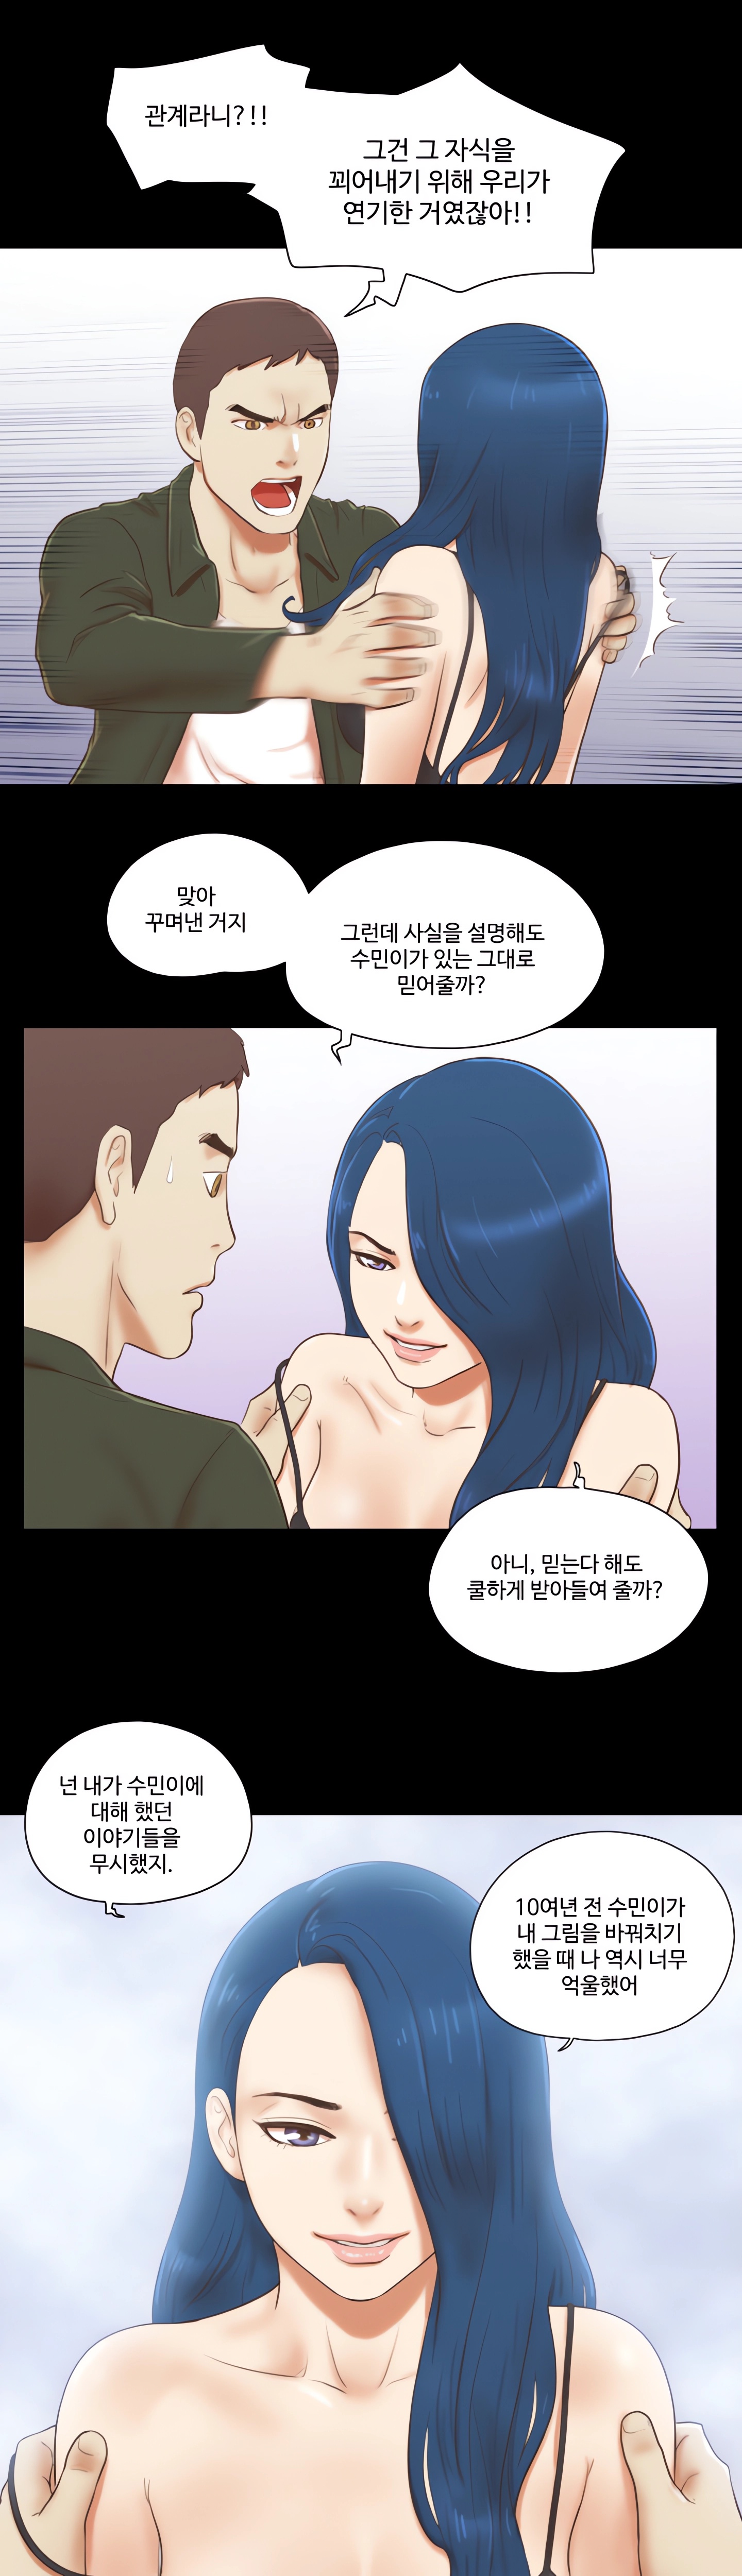 관계라니?!!
그건 그 자식을
꾀어내기 위해 우리가
연기한 거였잖아!!
맞아
꾸며낸 거지
그런데 사실을 설명해도
수민이가 있는 그대로
믿어줄까?
아니, 믿는다 해도
쿨하게 받아들여 줄까?
넌 내가 수민이에
대해 했던
이야기들을
무시했지.
10여년 전 수민이가
내 그림을 바꿔치기
했을 때 나 역시 너무
억울했어